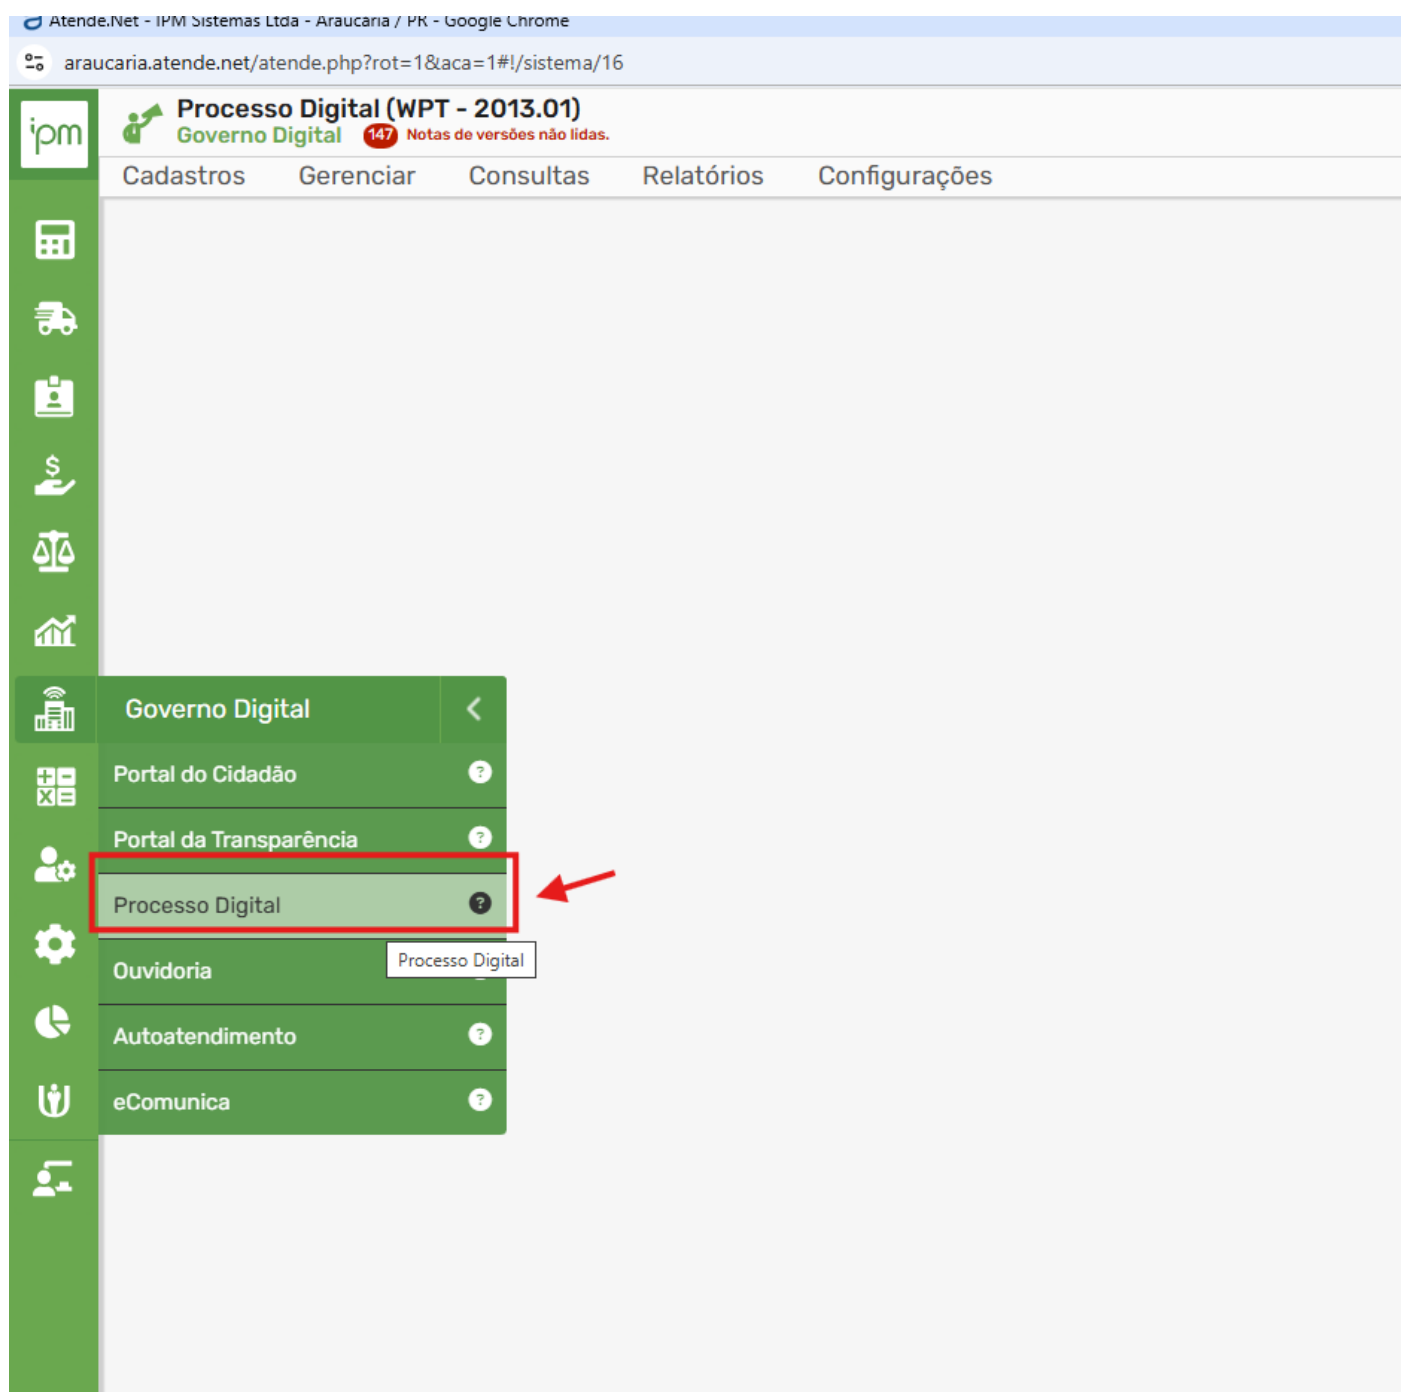 Atende.Net - IPM Sistemas Ltda - Araucária / PR - Google Chrome
araucaria.atende.net/atende.php?rot=1&aca=1#!/sistema/16
ipm
Processo Digital (WPT - 2013.01)
Governo Digital 147 Notas de versões não lidas.
Cadastros Gerenciar Consultas Relatórios Configurações
Governo Digital
Portal do Cidadão ?
Portal da Transparência ?
Processo Digital ?
Processo Digital
Ouvidoria
Autoatendimento ?
eComunica ?